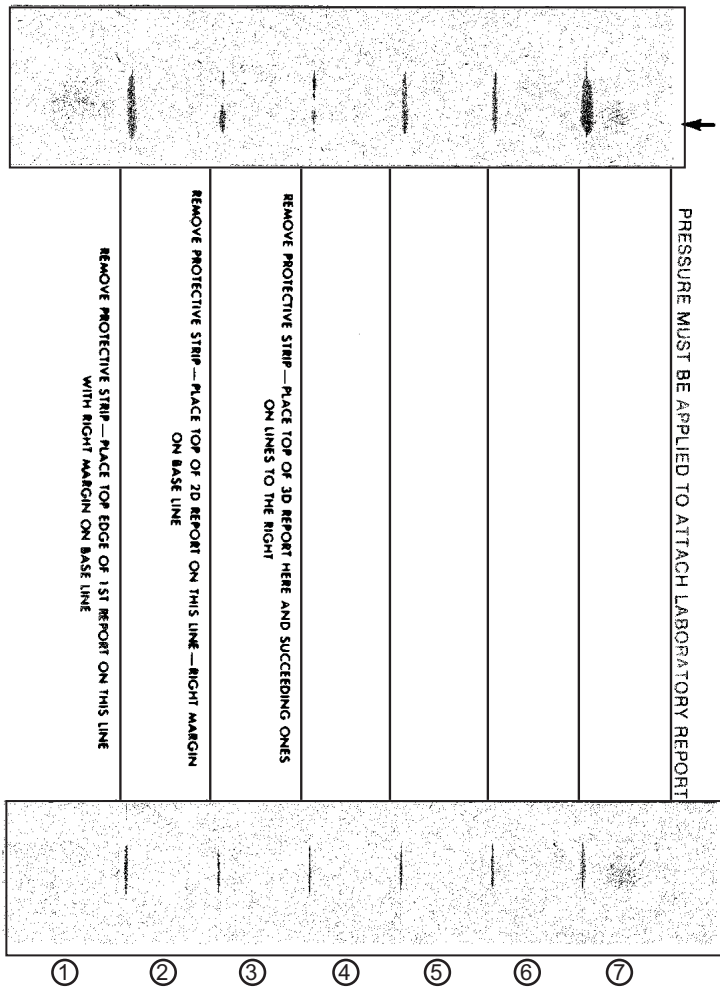 REMOVE PROTECTIVE STRIP—PLACE TOP EDGE OF 1ST REPORT ON THIS LINE
WITH RIGHT MARGIN ON BASE LINE
REMOVE PROTECTIVE STRIP—PLACE TOP OF 2D REPORT ON THIS LINE—RIGHT MARGIN
ON BASE LINE
REMOVE PROTECTIVE STRIP—PLACE TOP OF 3D REPORT HERE AND SUCCEEDING ONES
ON LINES TO THE RIGHT
PRESSURE MUST BE APPLIED TO ATTACH LABORATORY REPORT
① ② ③ ④ ⑤ ⑥ ⑦